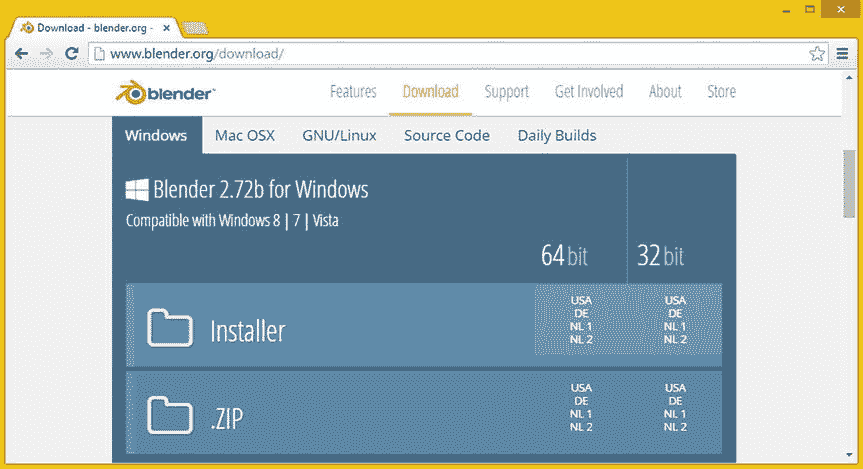 Download - blender.org -
www.blender.org/download/
blender™
Features Download Support Get Involved About Store
Windows Mac OSX GNU/Linux Source Code Daily Builds
Blender 2.72b for Windows
Compatible with Windows 8 | 7 | Vista
64 bit 32 bit
Installer
USA USA
DE DE
NL 1 NL 1
NL 2 NL 2
.ZIP
USA USA
DE DE
NL 1 NL 1
NL 2 NL 2